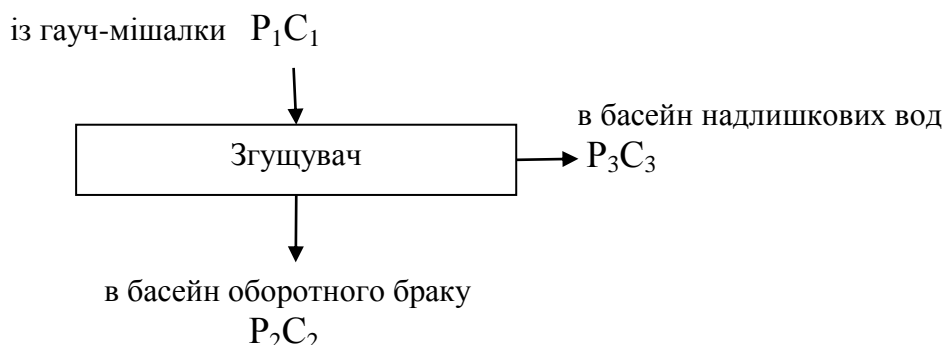 із гауч-мішалки P₁C₁
в басейн надлишкових вод
Згущувач
P₃C₃
в басейн оборотного браку
P₂C₂